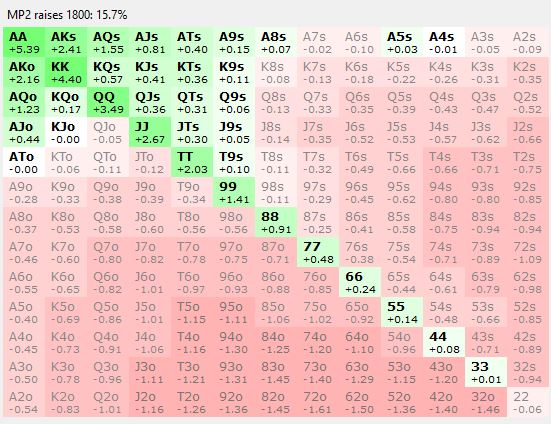 MP2 raises 1800: 15.7%
AA AKs AQs AJs ATs A9s A8s A7s A6s A5s A4s A3s A2s
+5.39 +2.41 +1.55 +0.81 +0.40 +0.15 +0.07 -0.02 -0.10 +0.03 -0.01 -0.05 -0.09
AKo KK KQs KJs KTs K9s K8s K7s K6s K5s K4s K3s K2s
+2.16 +4.40 +0.57 +0.41 +0.36 +0.11 -0.08 -0.13 -0.18 -0.22 -0.26 -0.31 -0.35
AQo KQo QQ QJs QTs Q9s Q8s Q7s Q6s Q5s Q4s Q3s Q2s
+1.23 +0.17 +3.49 +0.36 +0.31 +0.06 -0.13 -0.33 -0.35 -0.39 -0.43 -0.47 -0.52
AJo KJo QJo JJ JTs J9s J8s J7s J6s J5s J4s J3s J2s
+0.44 -0.00 -0.05 +2.67 +0.30 +0.05 -0.14 -0.35 -0.52 -0.53 -0.57 -0.62 -0.66
ATo KTo QTo JTo TT T9s T8s T7s T6s T5s T4s T3s T2s
-0.00 -0.06 -0.11 -0.12 +2.03 +0.10 -0.11 -0.32 -0.49 -0.66 -0.66 -0.71 -0.75
A9o K9o Q9o J9o T9o 99 98s 97s 96s 95s 94s 93s 92s
-0.28 -0.33 -0.38 -0.39 -0.34 +1.41 -0.11 -0.29 -0.45 -0.62 -0.80 -0.80 -0.85
A8o K8o Q8o J8o T8o 98o 88 87s 86s 85s 84s 83s 82s
-0.37 -0.53 -0.58 -0.60 -0.56 -0.56 +0.91 -0.25 -0.41 -0.58 -0.75 -0.94 -0.94
A7o K7o Q7o J7o T7o 97o 87o 77 76s 75s 74s 73s 72s
-0.46 -0.60 -0.80 -0.82 -0.78 -0.75 -0.71 +0.48 -0.38 -0.54 -0.71 -0.89 -1.09
A6o K6o Q6o J6o T6o 96o 86o 76o 66 65s 64s 63s 62s
-0.55 -0.65 -0.82 -1.01 -0.97 -0.93 -0.88 -0.85 +0.24 -0.44 -0.61 -0.79 -0.98
A5o K5o Q5o J5o T5o 95o 85o 75o 65o 55 54s 53s 52s
-0.40 -0.69 -0.86 -1.01 -1.15 -1.11 -1.06 -1.02 -0.92 +0.14 -0.48 -0.66 -0.85
A4o K4o Q4o J4o T4o 94o 84o 74o 64o 54o 44 43s 42s
-0.45 -0.73 -0.91 -1.06 -1.16 -1.30 -1.24 -1.20 -1.10 -0.96 +0.08 -0.71 -0.89
A3o K3o Q3o J3o T3o 93o 83o 73o 63o 53o 43o 33 32s
-0.50 -0.78 -0.96 -1.11 -1.21 -1.31 -1.45 -1.40 -1.29 -1.15 -1.20 +0.01 -0.94
A2o K2o Q2o J2o T2o 92o 82o 72o 62o 52o 42o 32o 22
-0.54 -0.83 -1.01 -1.16 -1.26 -1.36 -1.45 -1.61 -1.50 -1.36 -1.40 -1.46 -0.06